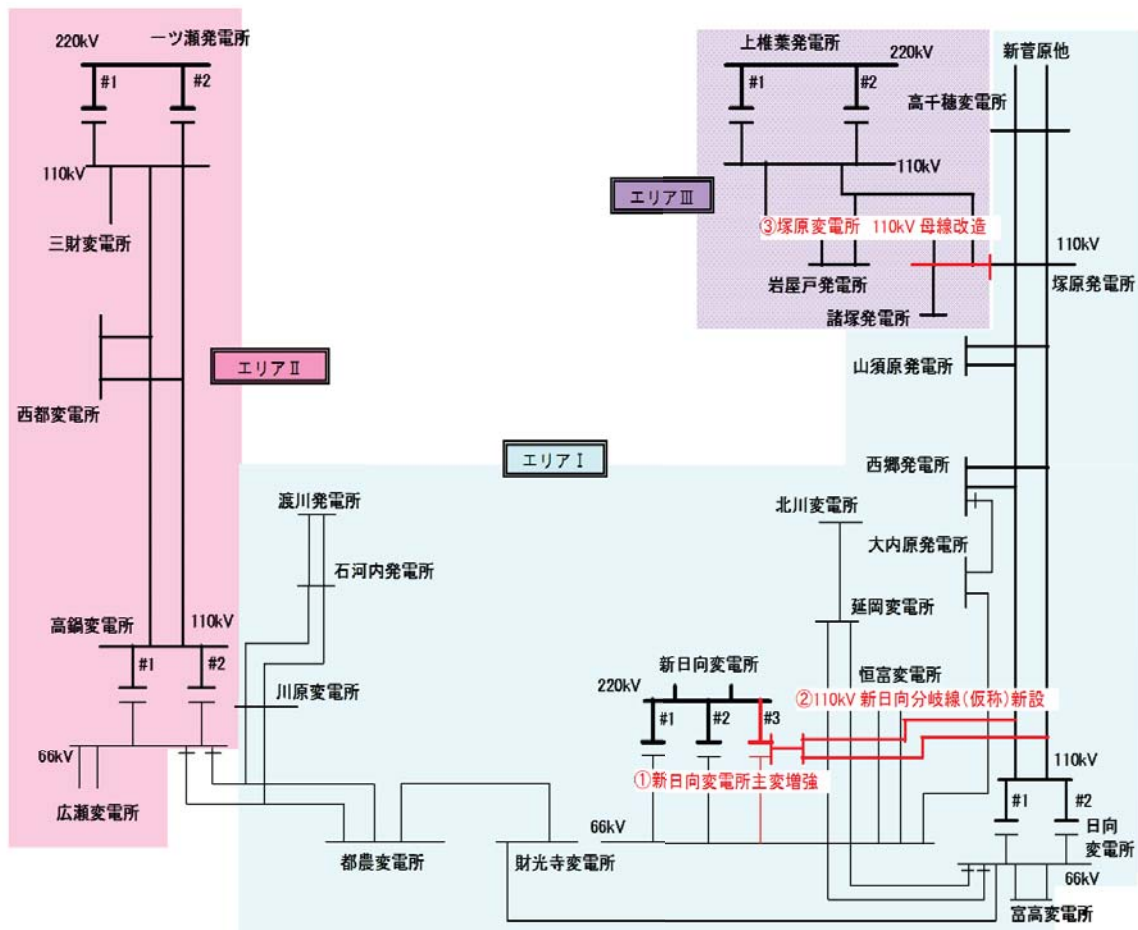 一ツ瀬発電所
220kV
#1
#2
110kV
三財変電所
西都変電所
エリアⅡ
高鍋変電所
110kV
#1
#2
66kV
広瀬変電所
上椎葉発電所
220kV
#1
#2
110kV
エリアⅢ
③塚原変電所 110kV 母線改造
岩屋戸発電所
諸塚発電所
新菅原他
高千穂変電所
110kV
塚原発電所
山須原発電所
エリアⅠ
西郷発電所
渡川発電所
北川変電所
大内原発電所
石河内発電所
延岡変電所
川原変電所
新日向変電所
恒富変電所
220kV
②110kV 新日向分岐線(仮称)新設
#1
#2
#3
①新日向変電所主変増強
110kV
#1
#2
日向
変電所
66kV
都農変電所
財光寺変電所
66kV
富高変電所